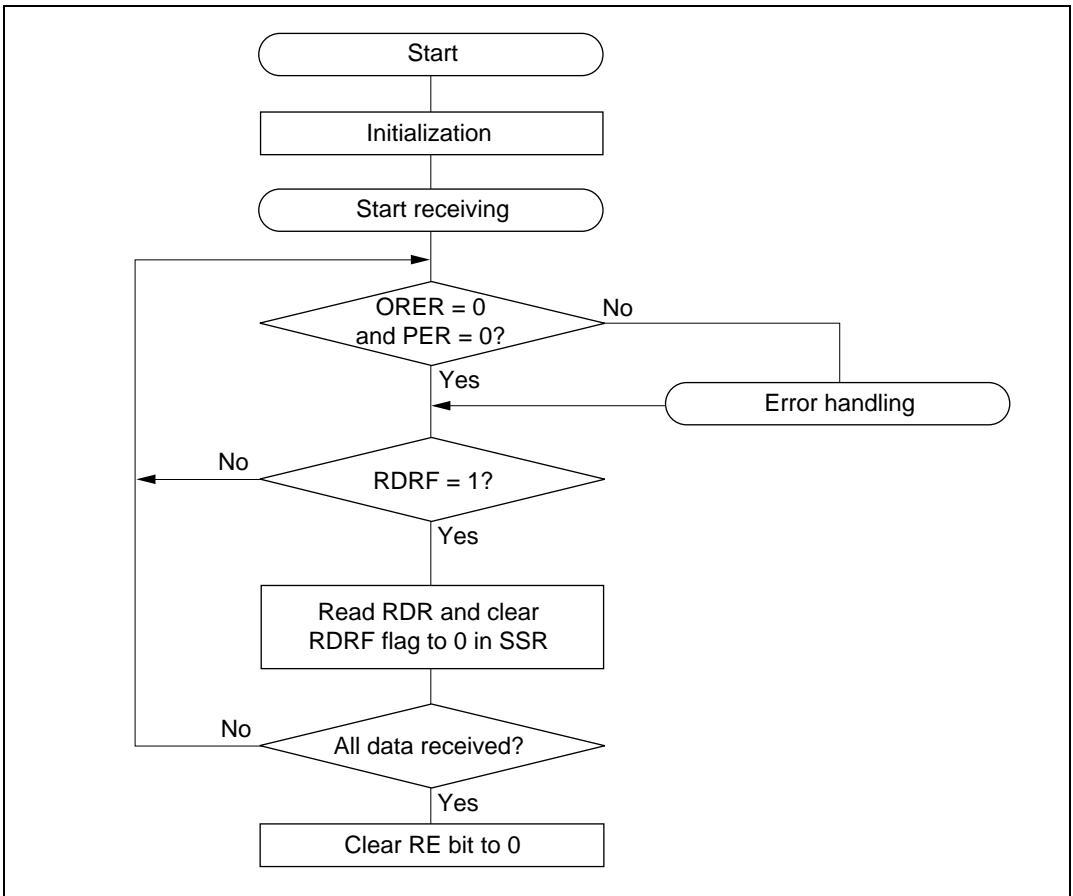 Start
Initialization
Start receiving
ORER = 0
and PER = 0?
No
Yes
Error handling
No
RDRF = 1?
Yes
Read RDR and clear
RDRF flag to 0 in SSR
No
All data received?
Yes
Clear RE bit to 0